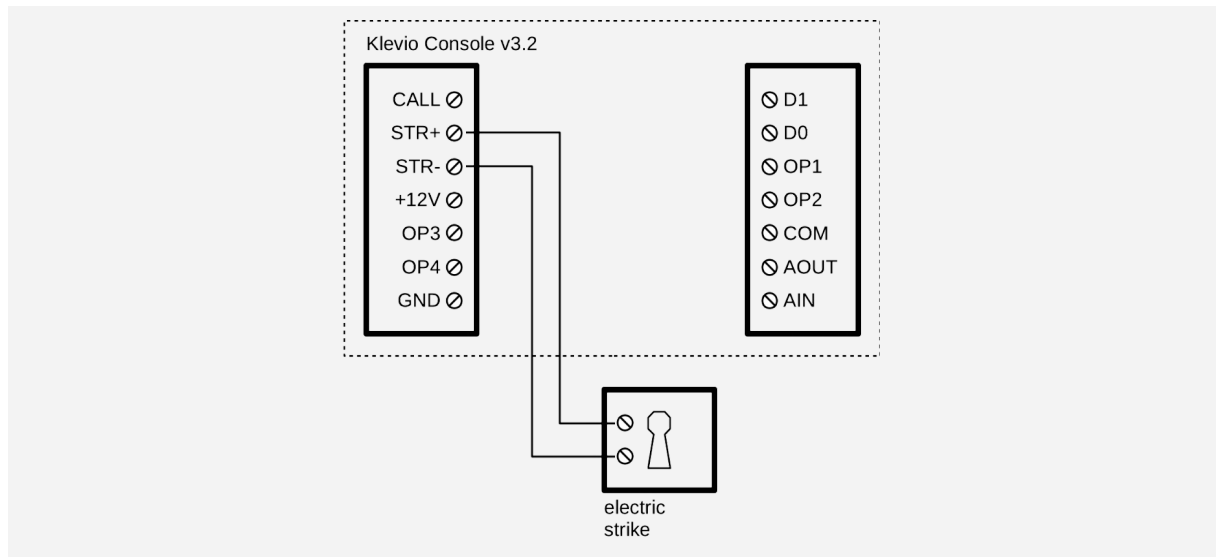 Klevio Console v3.2
CALL
STR+
STR-
+12V
OP3
OP4
GND
D1
D0
OP1
OP2
COM
AOUT
AIN
electric
strike